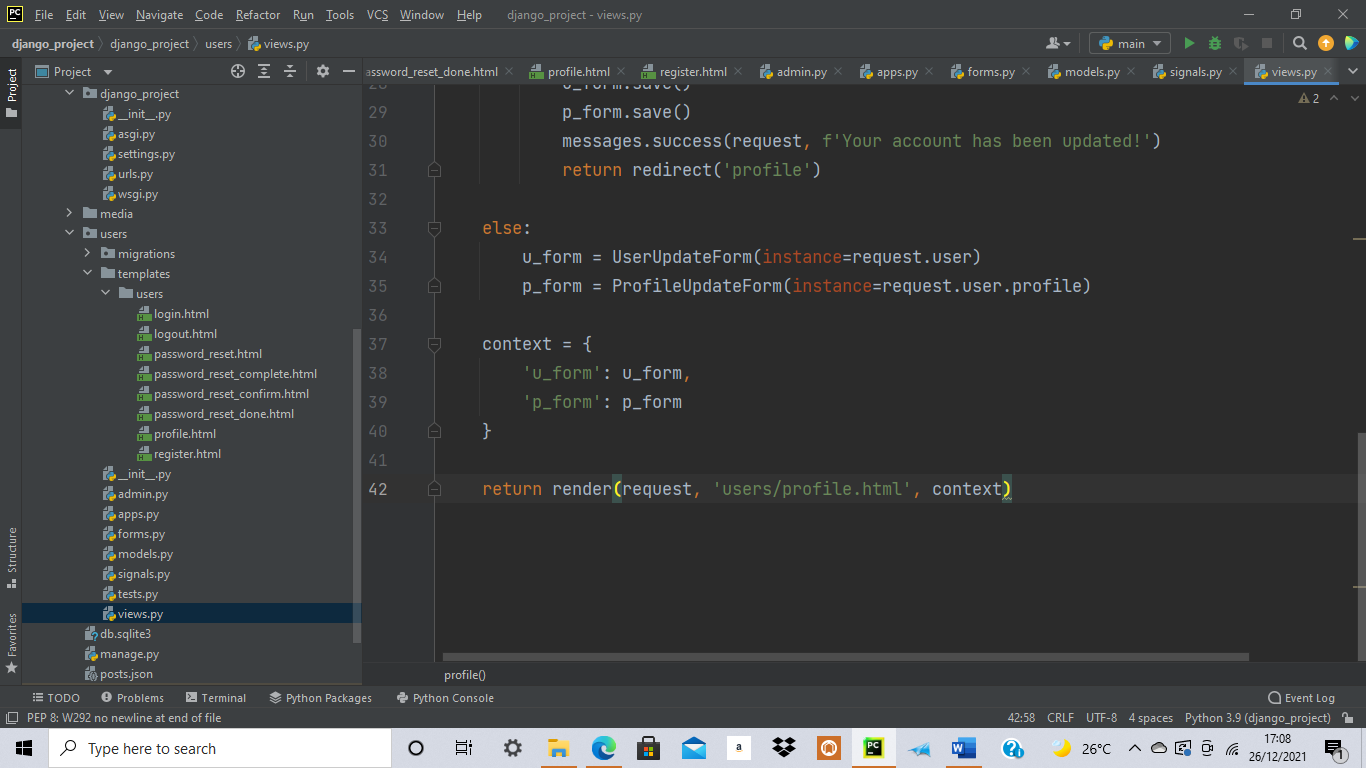 PC File Edit View Navigate Code Refactor Run Tools VCS Window Help django_project - views.py
django_project django_project users views.py main
Project
Project
assword_reset_done.html profile.html register.html admin.py apps.py forms.py models.py signals.py views.py
2
django_project
__init__.py
asgi.py
settings.py
urls.py
wsgi.py
media
users
migrations
templates
users
login.html
logout.html
password_reset.html
password_reset_complete.html
password_reset_confirm.html
password_reset_done.html
profile.html
register.html
__init__.py
admin.py
apps.py
forms.py
models.py
signals.py
tests.py
views.py
db.sqlite3
manage.py
posts.json
Structure
Favorites
28 u_form.save()
29 p_form.save()
30 messages.success(request, f'Your account has been updated!')
31 return redirect('profile')
32
33 else:
34 u_form = UserUpdateForm(instance=request.user)
35 p_form = ProfileUpdateForm(instance=request.user.profile)
36
37 context = {
38 'u_form': u_form,
39 'p_form': p_form
40 }
41
42 return render(request, 'users/profile.html', context)
profile()
TODO Problems Terminal Python Packages Python Console Event Log
PEP 8: W292 no newline at end of file 42:58 CRLF UTF-8 4 spaces Python 3.9 (django_project)
Type here to search a PC W 26°C 17:08
26/12/2021 1